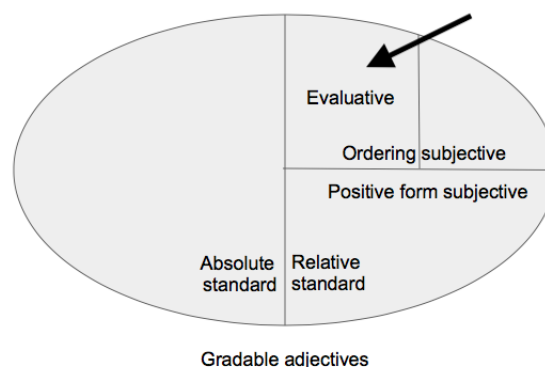 Evaluative
Ordering subjective
Positive form subjective
Absolute standard
Relative standard
Gradable adjectives